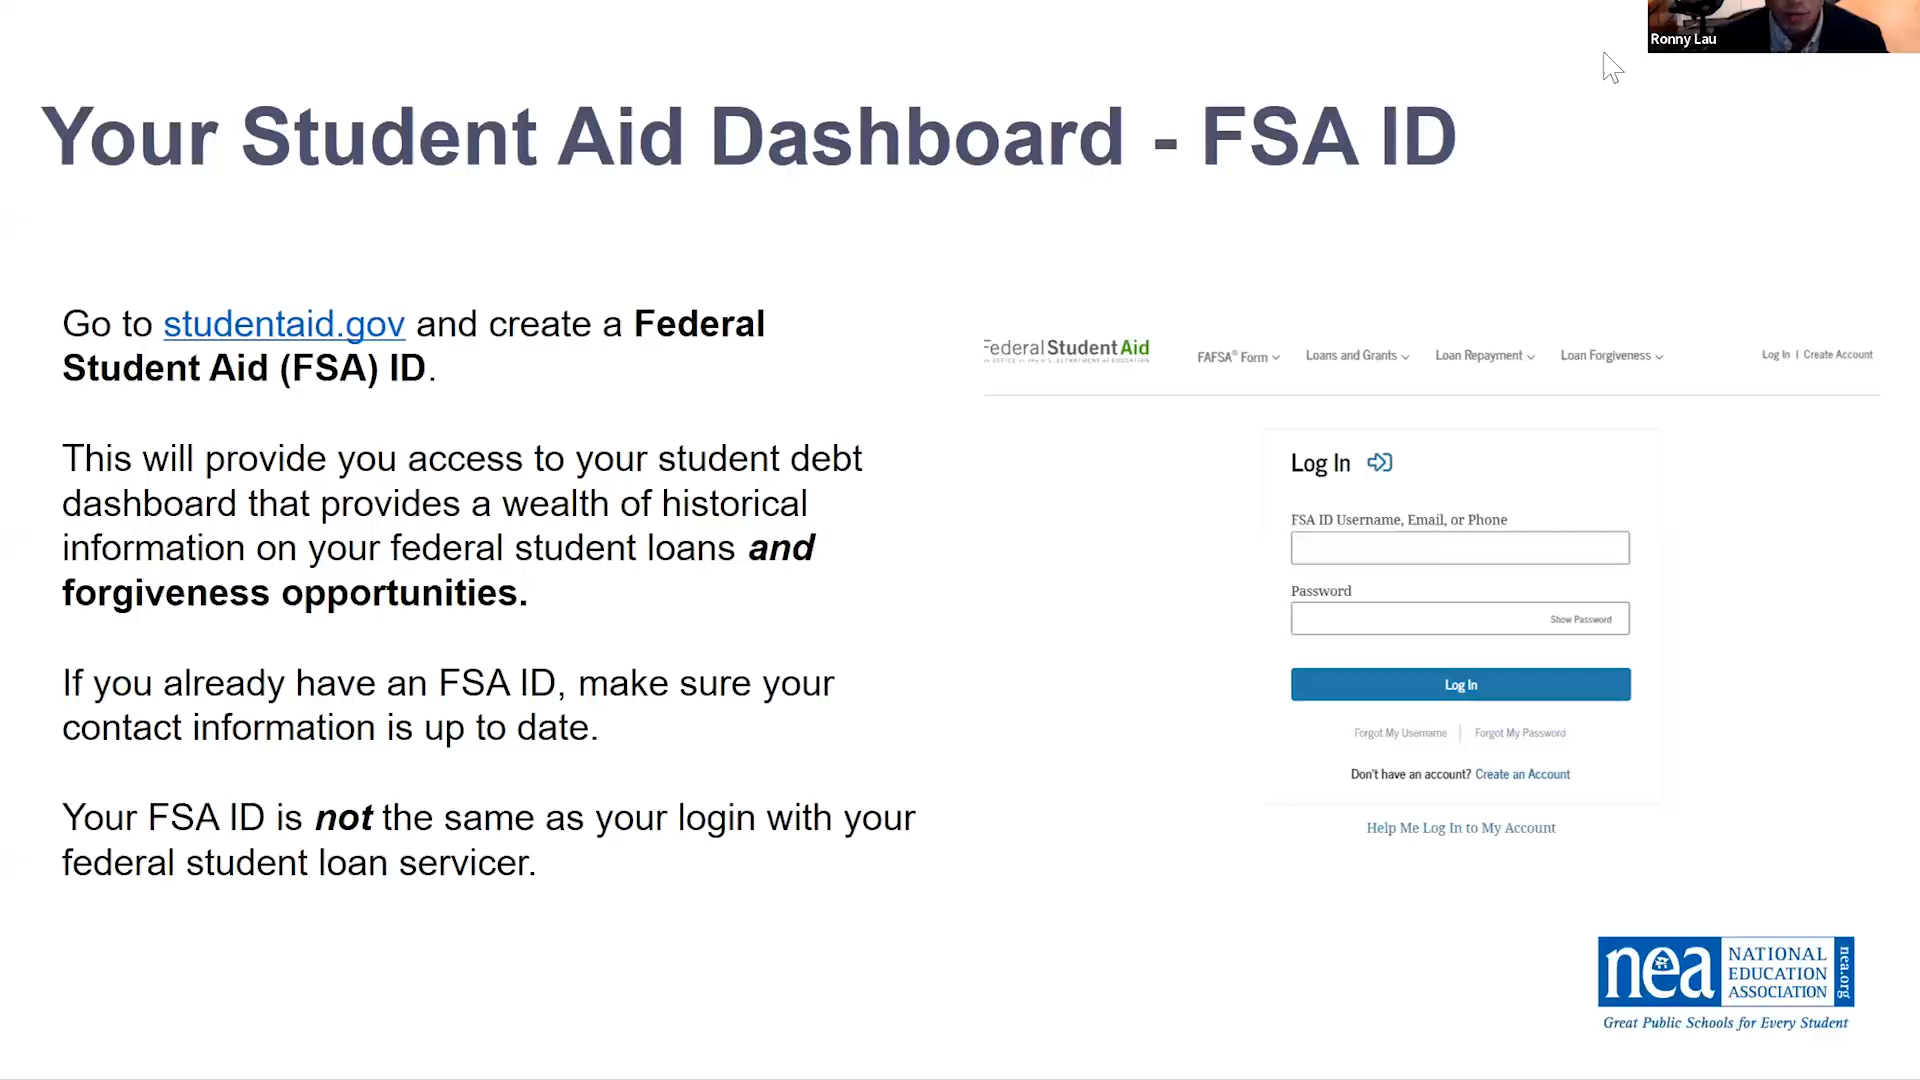 Ronny Lau
Your Student Aid Dashboard - FSA ID
Go to studentaid.gov and create a Federal
Student Aid (FSA) ID.
This will provide you access to your student debt
dashboard that provides a wealth of historical
information on your federal student loans and
forgiveness opportunities.
If you already have an FSA ID, make sure your
contact information is up to date.
Your FSA ID is not the same as your login with your
federal student loan servicer.
Federal Student Aid
FAFSA® Form
Loans and Grants
Loan Repayment
Loan Forgiveness
Log In | Create Account
Log In
FSA ID Username, Email, or Phone
Password
Show Password
Log In
Forgot My Username
Forgot My Password
Don't have an account? Create an Account
Help Me Log In to My Account
nea
NATIONAL
EDUCATION
ASSOCIATION
nea.org
Great Public Schools for Every Student